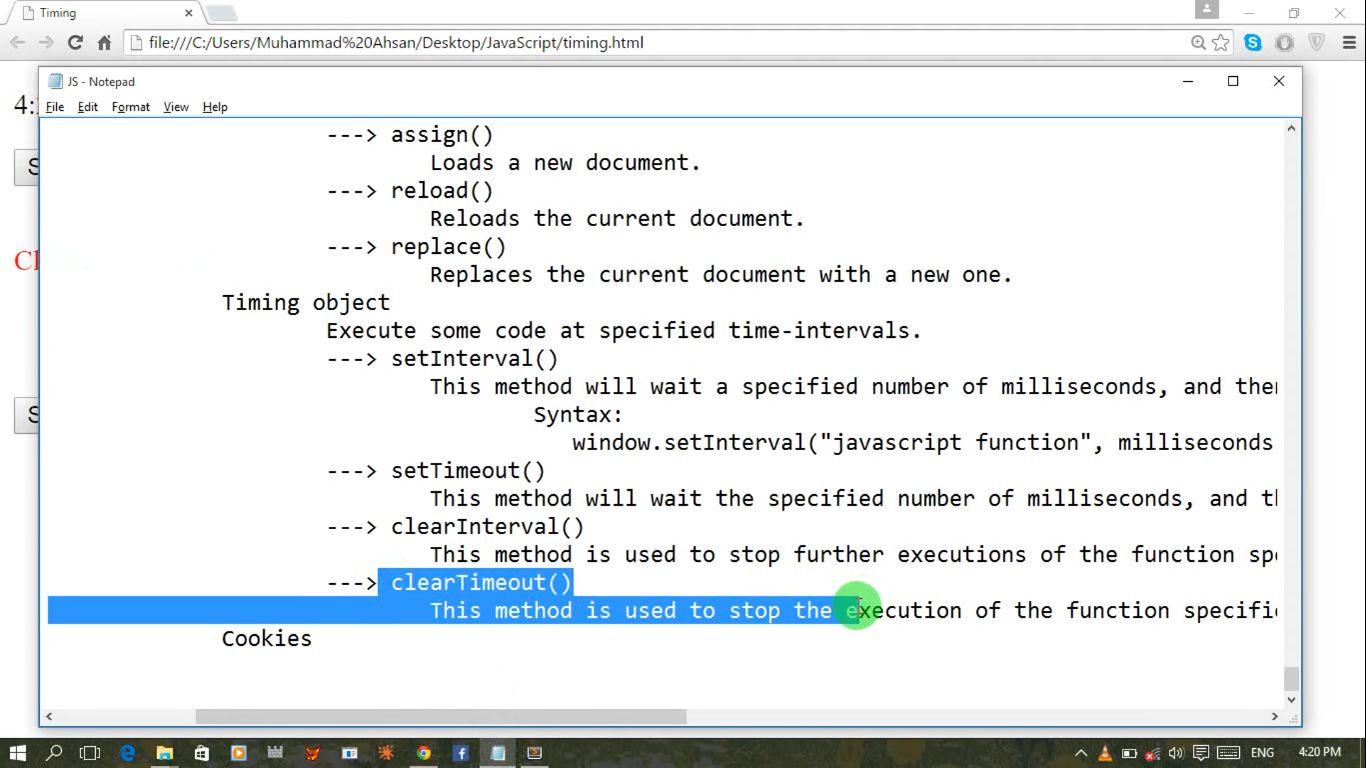 Timing
file:///C:/Users/Muhammad%20Ahsan/Desktop/JavaScript/timing.html
JS - Notepad
File Edit Format View Help
4:
S
---> assign()
Loads a new document.
---> reload()
Reloads the current document.
---> replace()
Replaces the current document with a new one.
Timing object
Execute some code at specified time-intervals.
---> setInterval()
This method will wait a specified number of milliseconds, and then
Syntax:
window.setInterval("javascript function", milliseconds
---> setTimeout()
This method will wait the specified number of milliseconds, and
---> clearInterval()
This method is used to stop further executions of the function
---> clearTimeout()
This method is used to stop the execution of the function
Cookies
S
ENG 4:20 PM